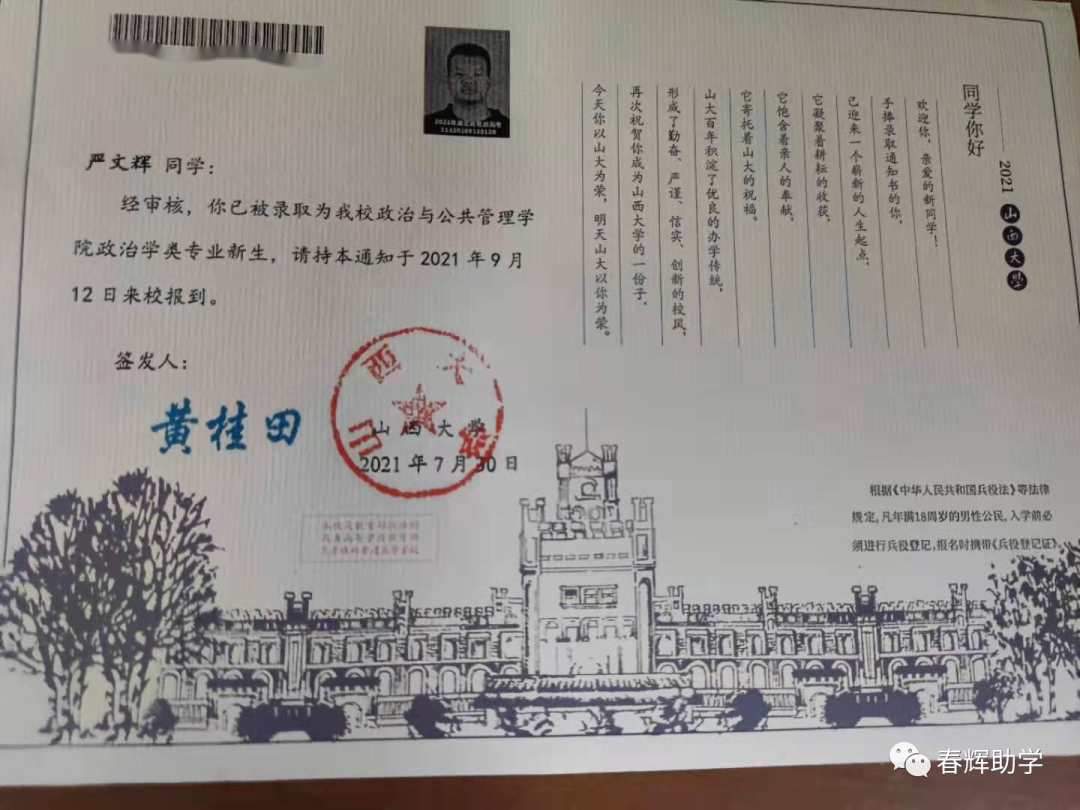 严文辉 同学：
经审核，你已被录取为我校政治与公共管理学
院政治学类专业新生，请持本通知于 2021 年 9 月
12 日来校报到。
签发人：
黄桂田
山西大学
山西大学
2021 年 7 月 30 日
2021 山西大学
同学你好
欢迎你，亲爱的新同学！
手捧录取通知书的你，
已迎来一个崭新的人生起点，
它凝聚着耕耘的收获，
它饱含着亲人的奉献，
它寄托着山大的祝福。
山大百年积淀了优良的办学传统，
形成了勤奋、严谨、信实、创新的校风，
再次祝贺你成为山西大学的一份子，
今天你以山大为荣，明天山大以你为荣。
根据《中华人民共和国兵役法》等法律
规定，凡年满18周岁的男性公民，入学前必
须进行兵役登记，报名时携带《兵役登记证》
春辉助学